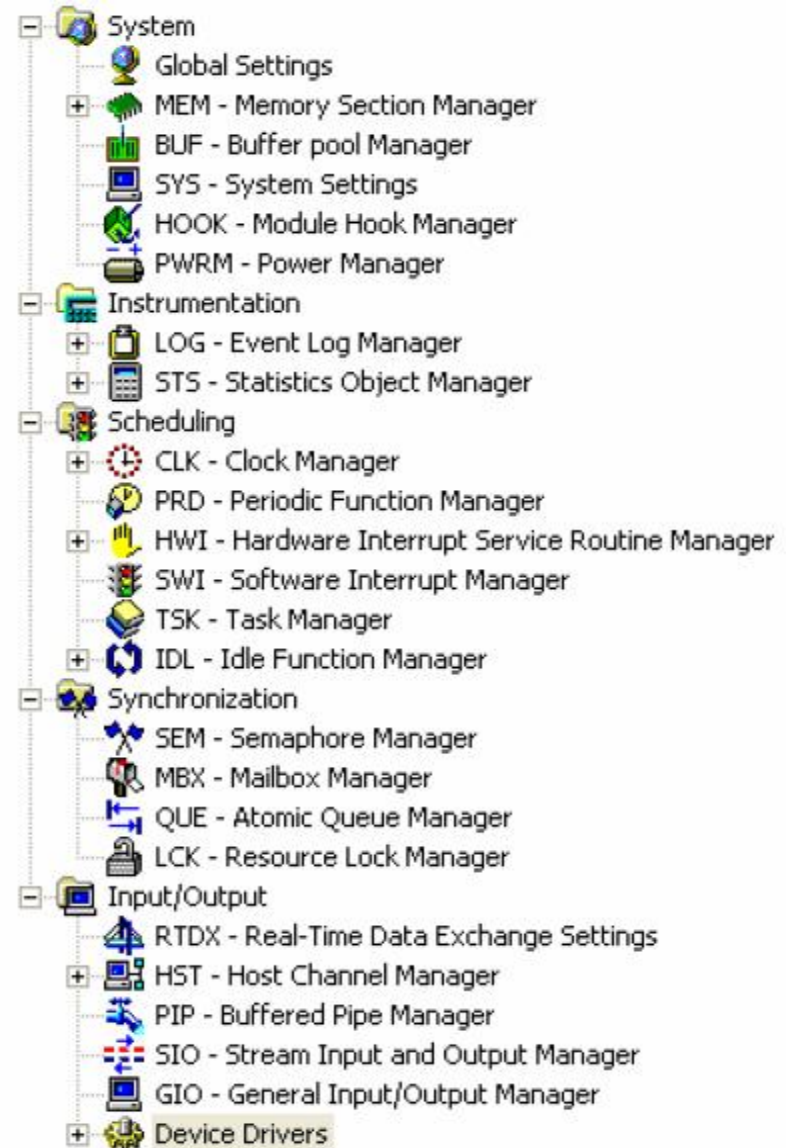 System
Global Settings
MEM - Memory Section Manager
BUF - Buffer pool Manager
SYS - System Settings
HOOK - Module Hook Manager
PWRM - Power Manager
Instrumentation
LOG - Event Log Manager
STS - Statistics Object Manager
Scheduling
CLK - Clock Manager
PRD - Periodic Function Manager
HWI - Hardware Interrupt Service Routine Manager
SWI - Software Interrupt Manager
TSK - Task Manager
IDL - Idle Function Manager
Synchronization
SEM - Semaphore Manager
MBX - Mailbox Manager
QUE - Atomic Queue Manager
LCK - Resource Lock Manager
Input/Output
RTDX - Real-Time Data Exchange Settings
HST - Host Channel Manager
PIP - Buffered Pipe Manager
SIO - Stream Input and Output Manager
GIO - General Input/Output Manager
Device Drivers